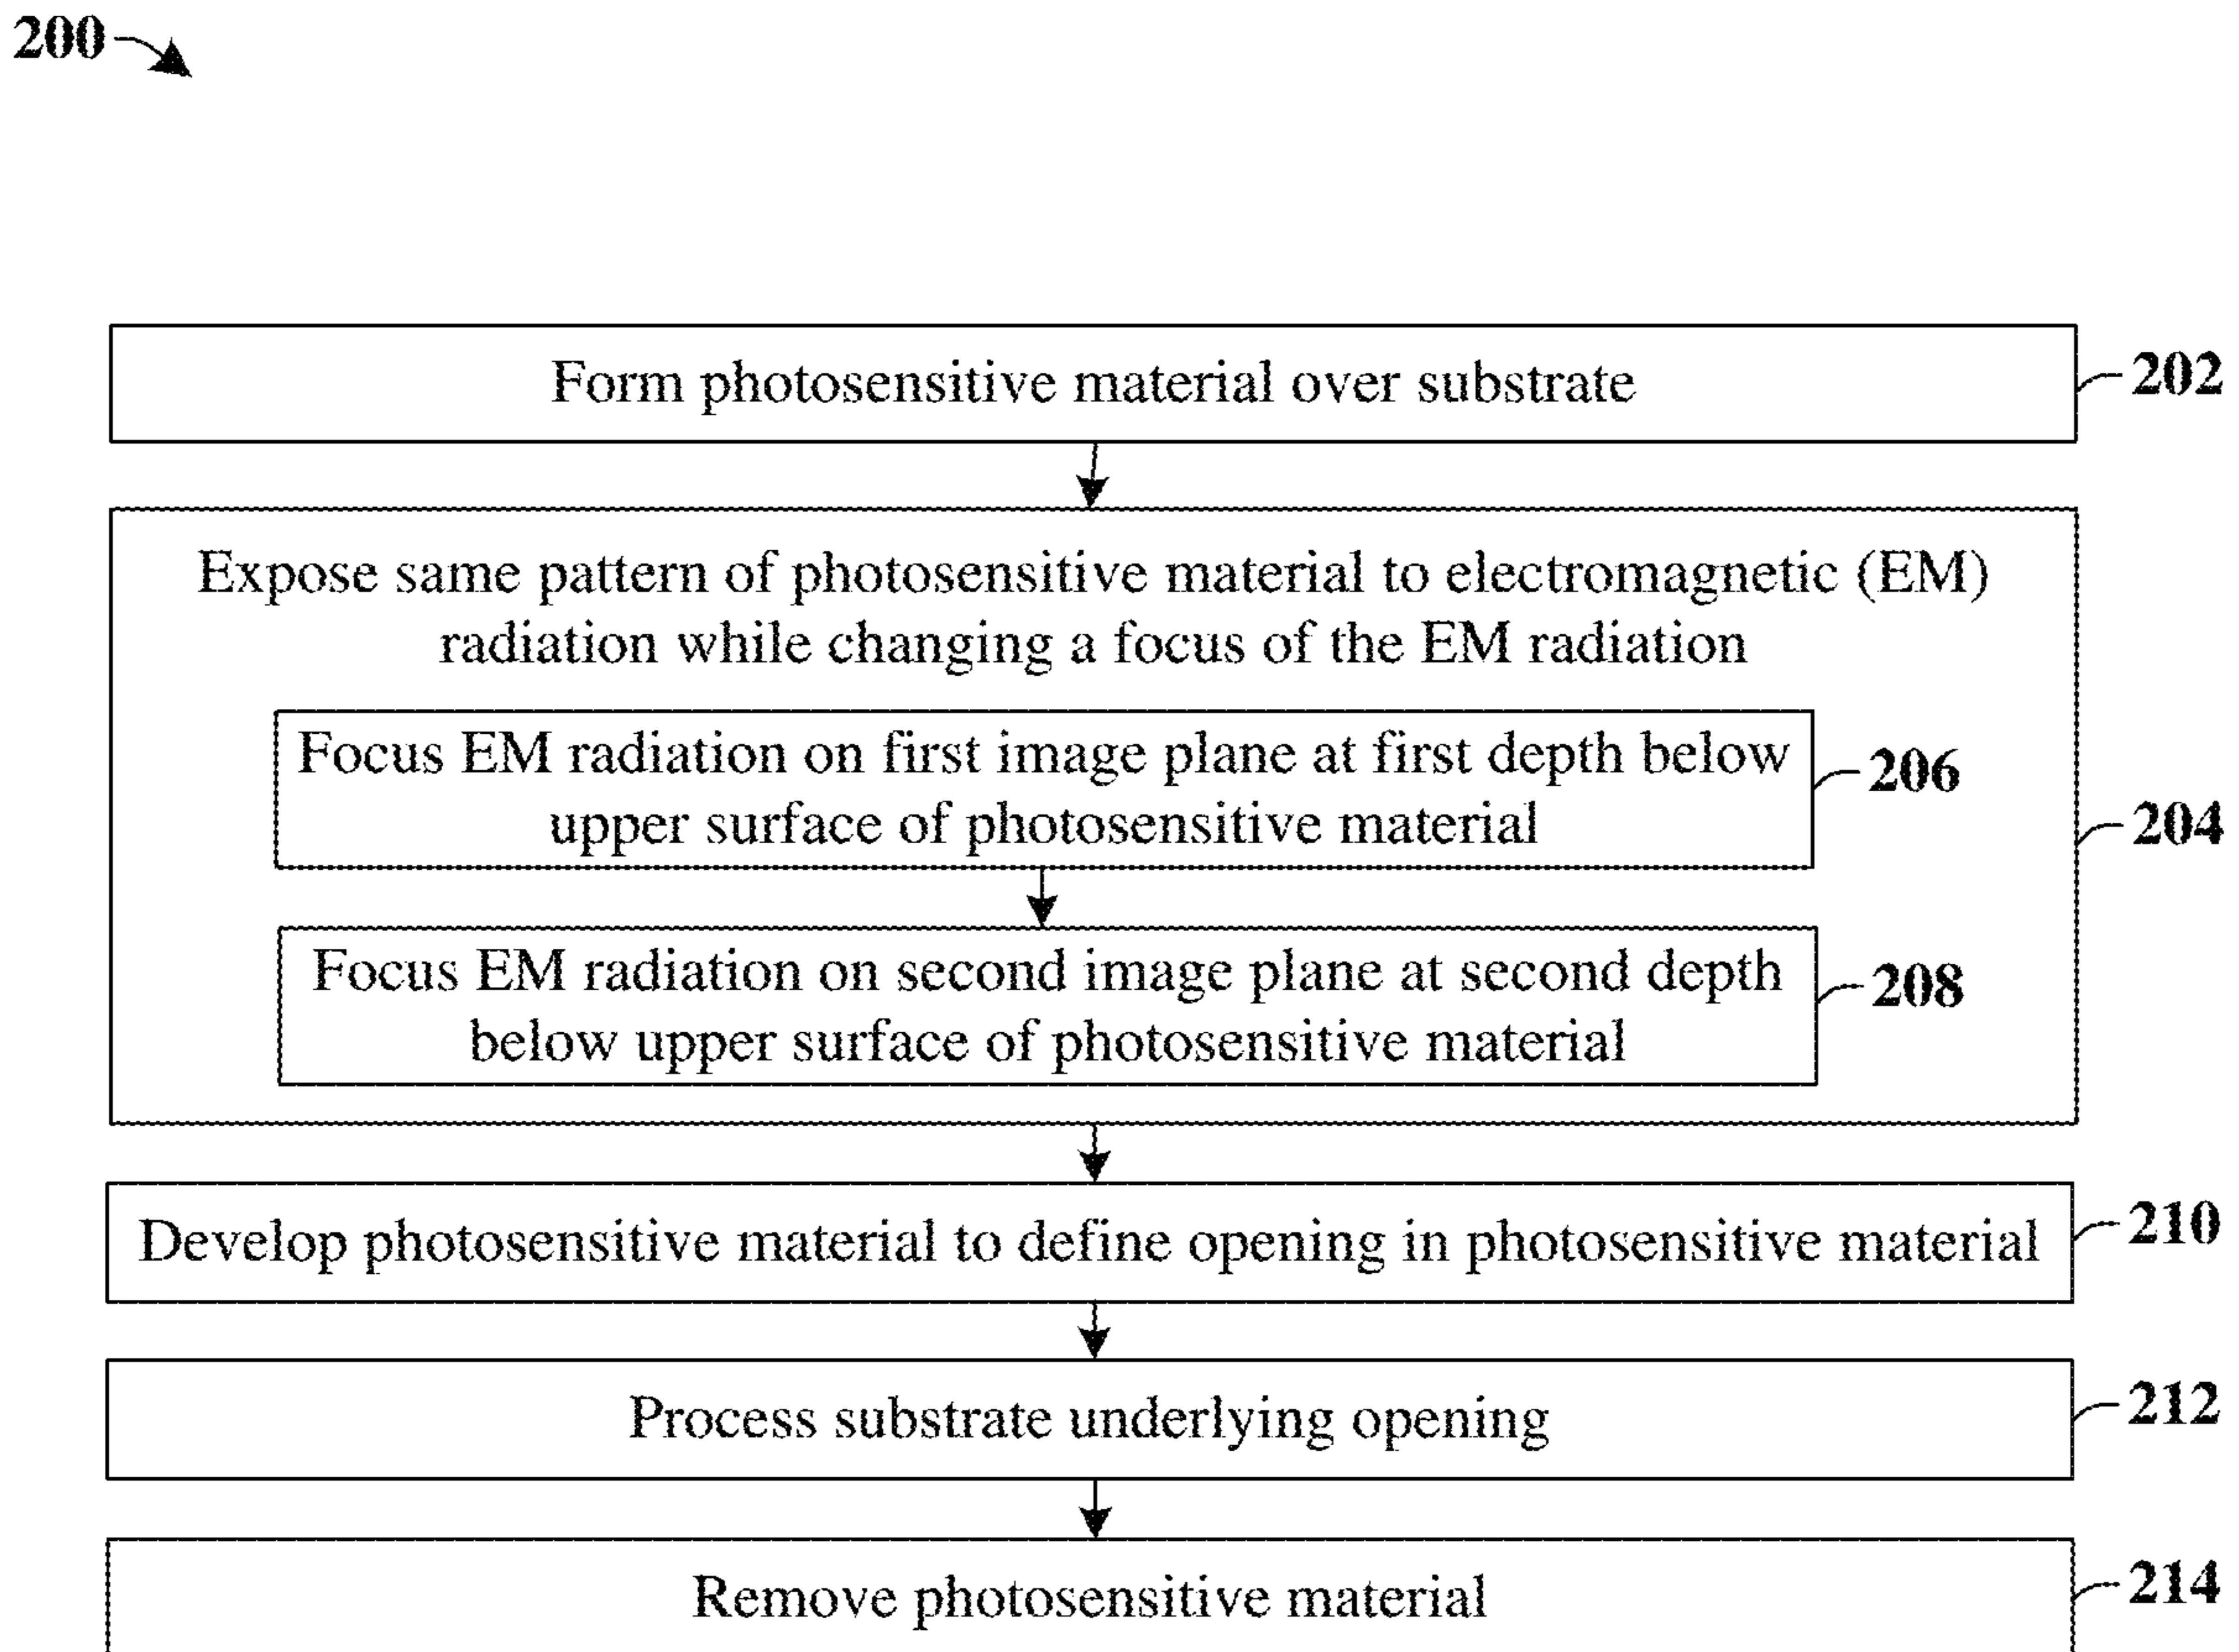 200
Form photosensitive material over substrate
202
Expose same pattern of photosensitive material to electromagnetic (EM)
radiation while changing a focus of the EM radiation
Focus EM radiation on first image plane at first depth below
upper surface of photosensitive material
206
204
Focus EM radiation on second image plane at second depth
below upper surface of photosensitive material
208
Develop photosensitive material to define opening in photosensitive material
210
Process substrate underlying opening
212
Remove photosensitive material
214